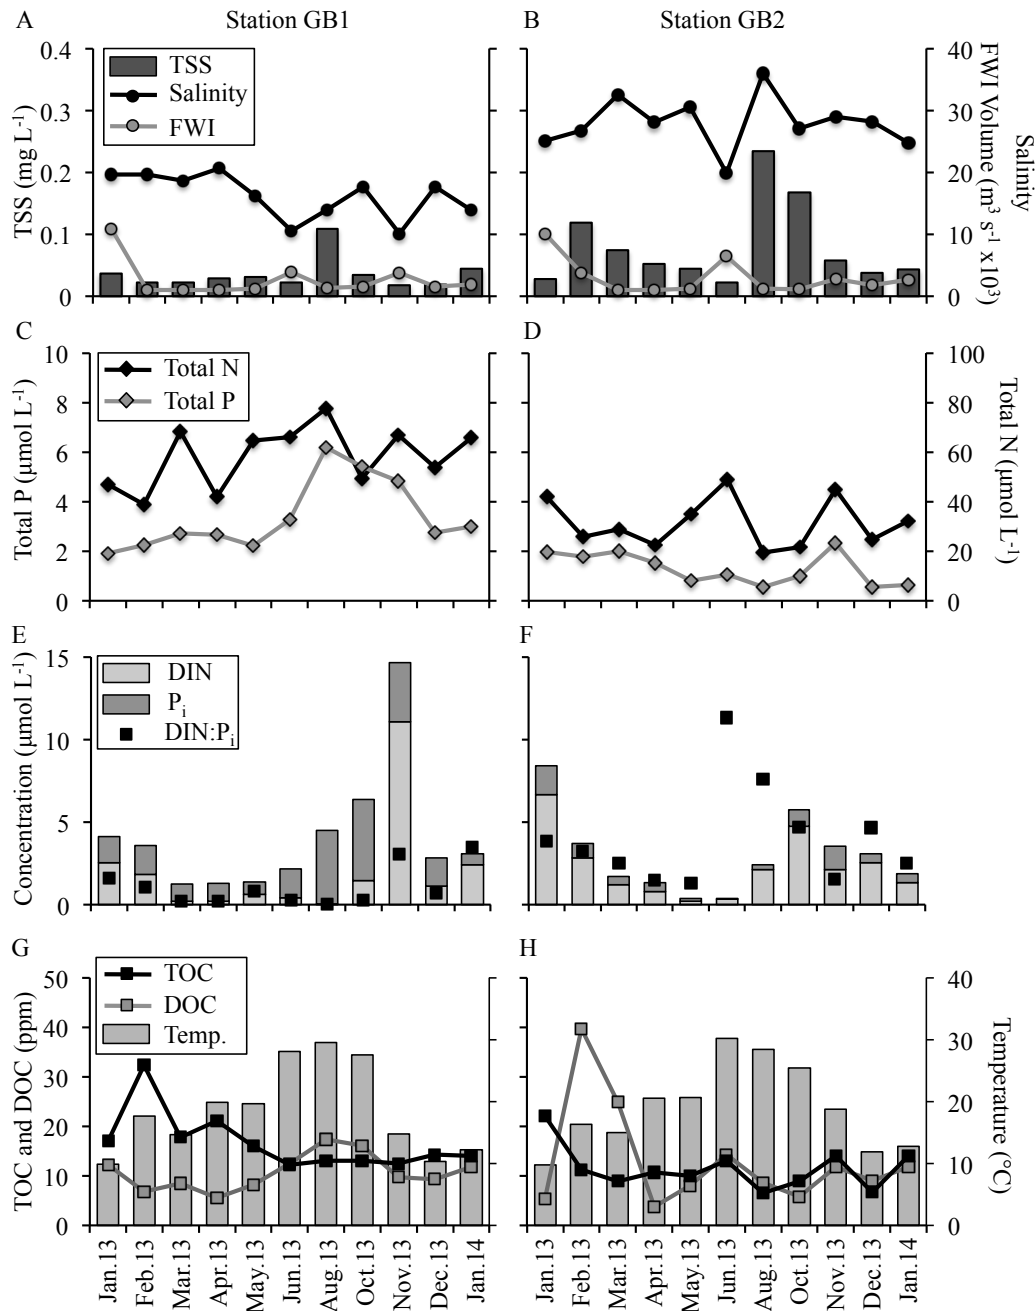 A Station GB1
B Station GB2
TSS (mg L-1)
0.4
0.3
0.2
0.1
0
TSS
Salinity
FWI
40
30
20
10
0
Salinity
FWI Volume (m3 s-1 x103)
C
D
Total P (µmol L-1)
10
8
6
4
2
0
Total N
Total P
100
80
60
40
20
0
Total N (µmol L-1)
E
F
Concentration (µmol L-1)
15
10
5
0
DIN
Pi
DIN:Pi
G
H
TOC and DOC (ppm)
50
40
30
20
10
0
TOC
DOC
Temp.
40
30
20
10
0
Temperature (°C)
Jan.13
Feb.13
Mar.13
Apr.13
May.13
Jun.13
Aug.13
Oct.13
Nov.13
Dec.13
Jan.14
Jan.13
Feb.13
Mar.13
Apr.13
May.13
Jun.13
Aug.13
Oct.13
Nov.13
Dec.13
Jan.14